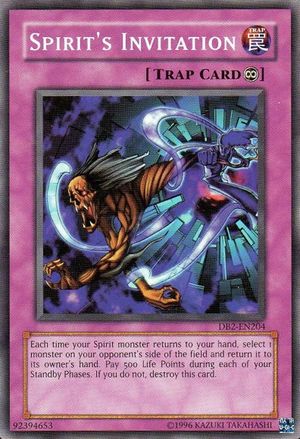 SPIRIT'S INVITATION
TRAP
罠
[TRAP CARD∞]
DB2-EN204
Each time your Spirit monster returns to your hand, select 1
monster on your opponent's side of the field and return it to
its owner's hand. Pay 500 Life Points during each of your
Standby Phases. If you do not, destroy this card.
92394653
©1996 KAZUKI TAKAHASHI